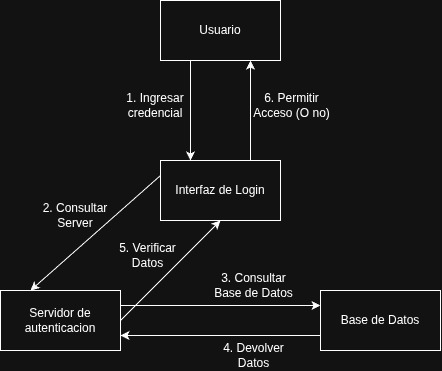 Usuario
1. Ingresar
credencial
6. Permitir
Acceso (O no)
Interfaz de Login
2. Consultar
Server
5. Verificar
Datos
3. Consultar
Base de Datos
Servidor de
autenticacion
Base de Datos
4. Devolver
Datos